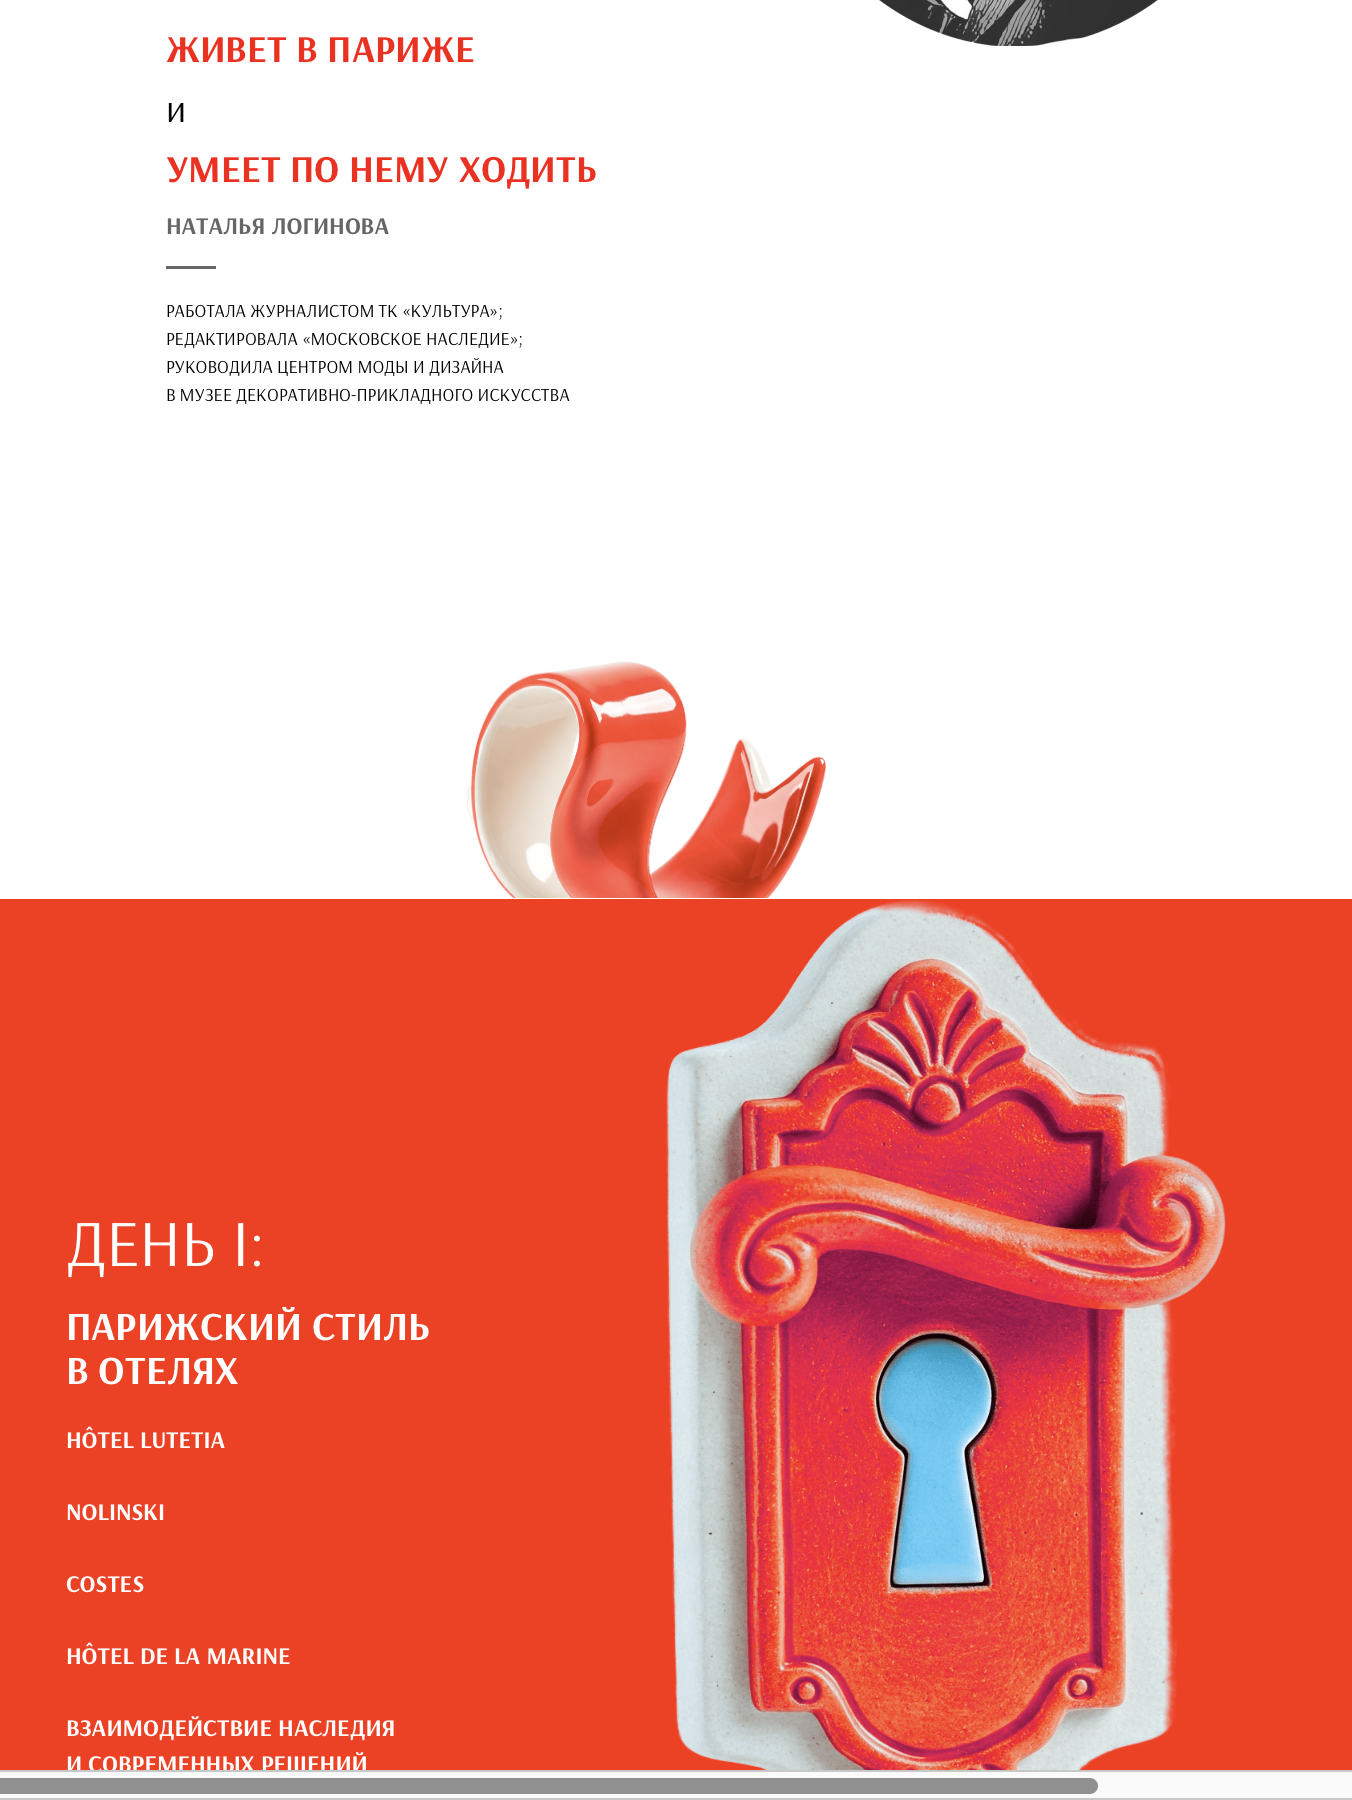 ЖИВЕТ В ПАРИЖЕ
И
УМЕЕТ ПО НЕМУ ХОДИТЬ
НАТАЛЬЯ ЛОГИНОВА
РАБОТАЛА ЖУРНАЛИСТОМ ТК «КУЛЬТУРА»;
РЕДАКТИРОВАЛА «МОСКОВСКОЕ НАСЛЕДИЕ»;
РУКОВОДИЛА ЦЕНТРОМ МОДЫ И ДИЗАЙНА
В МУЗЕЕ ДЕКОРАТИВНО-ПРИКЛАДНОГО ИСКУССТВА
ДЕНЬ I:
ПАРИЖСКИЙ СТИЛЬ
В ОТЕЛЯХ
HÔTEL LUTETIA
NOLINSKI
COSTES
HÔTEL DE LA MARINE
ВЗАИМОДЕЙСТВИЕ НАСЛЕДИЯ
И СОВРЕМЕННЫХ РЕШЕНИЙ